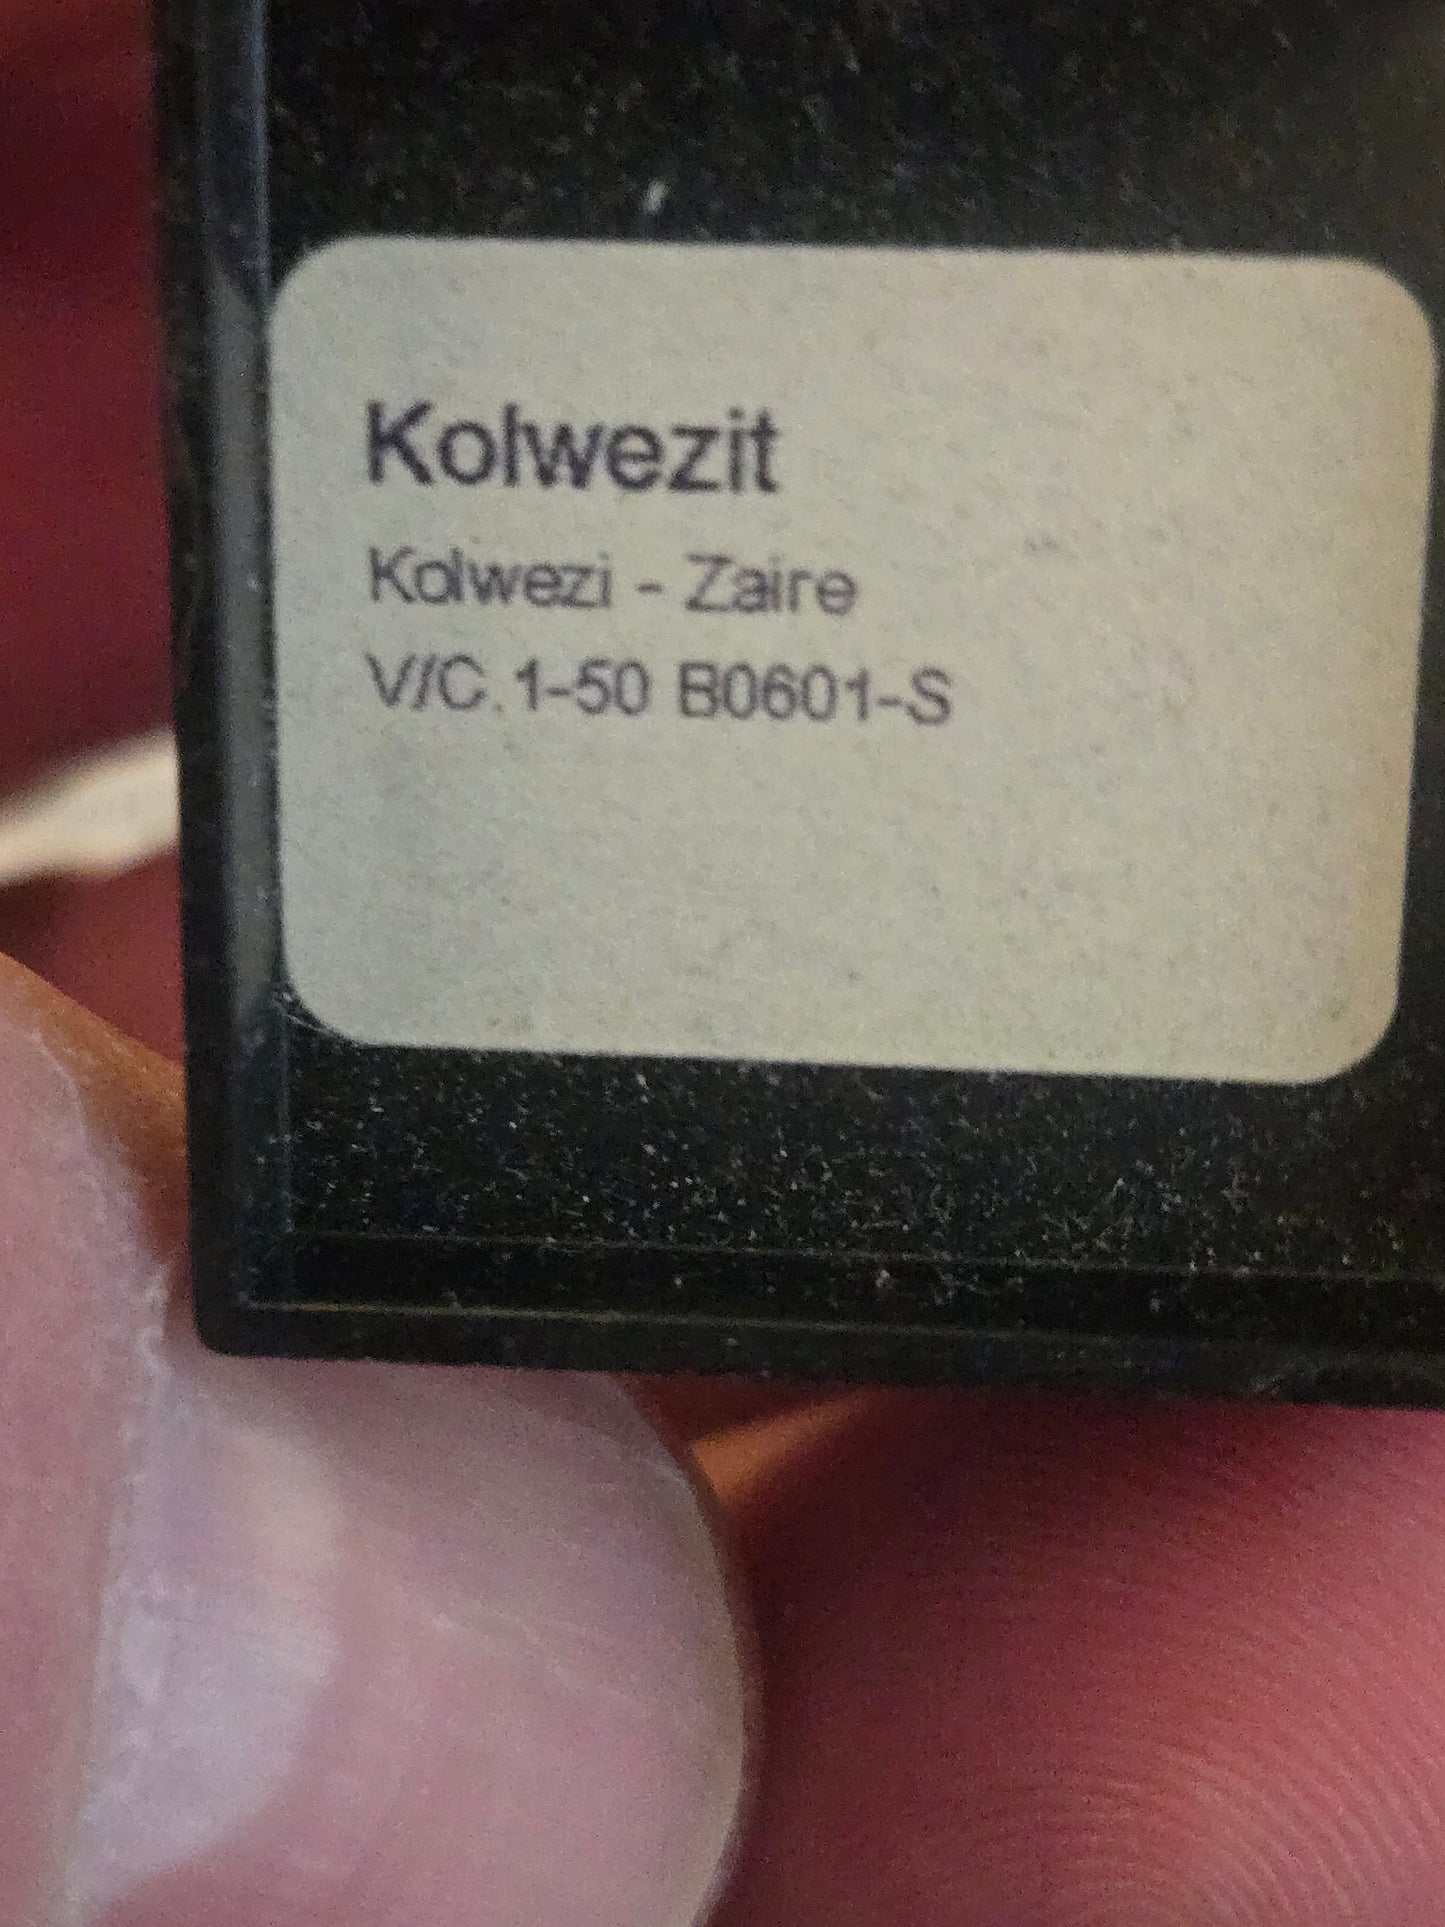 Kolwezit
Kolwezi - Zaire
V/C.1-50 B0601-S